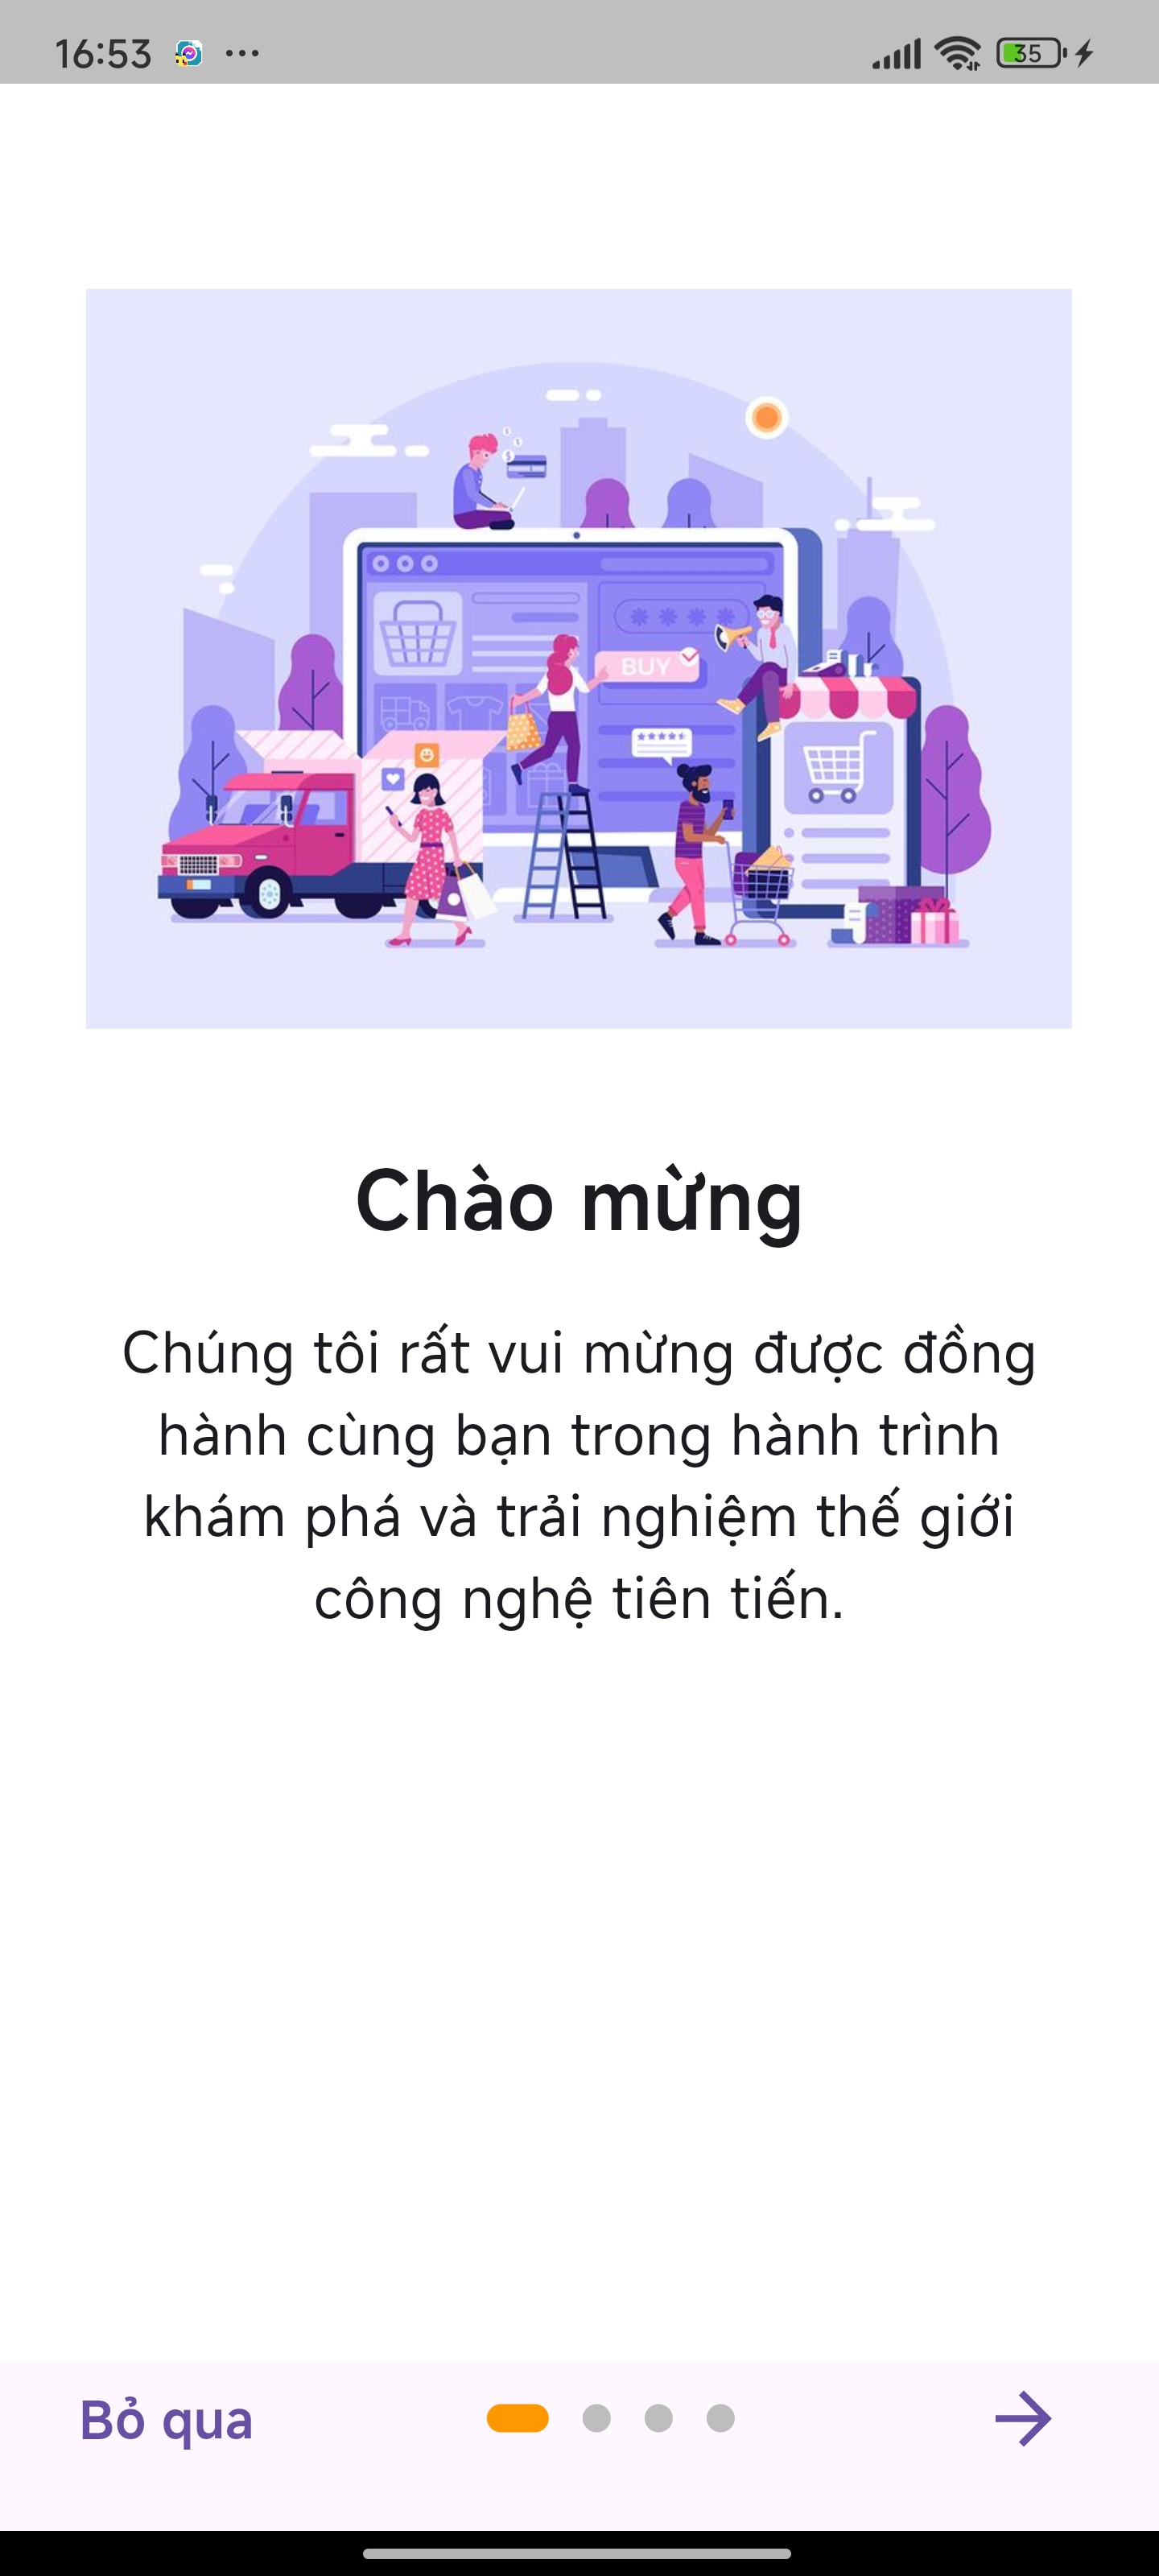 16:53
35
BUY
Chào mừng
Chúng tôi rất vui mừng được đồng
hành cùng bạn trong hành trình
khám phá và trải nghiệm thế giới
công nghệ tiên tiến.
Bỏ qua